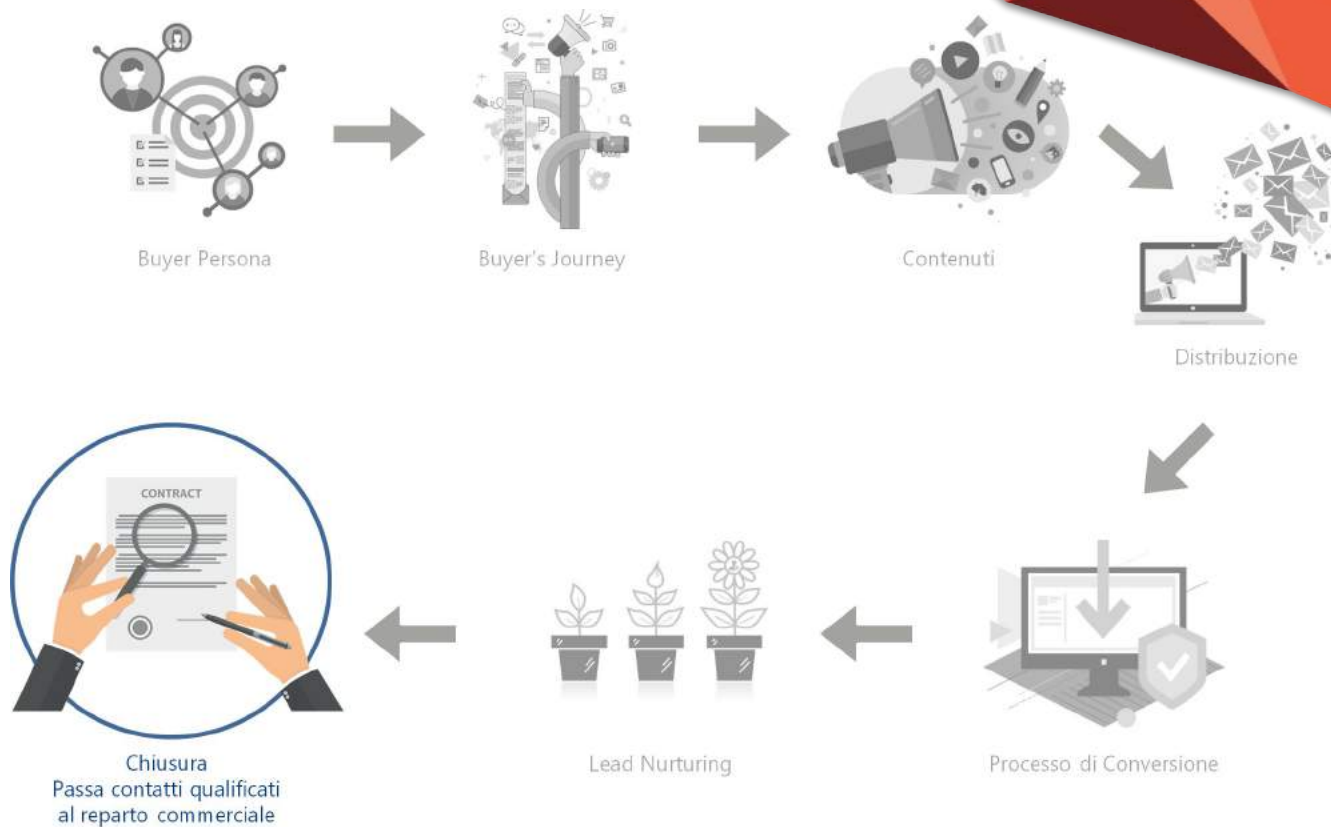 Buyer Persona
Buyer's Journey
Contenuti
Distribuzione
CONTRACT
Chiusura
Passa contatti qualificati
al reparto commerciale
Lead Nurturing
Processo di Conversione